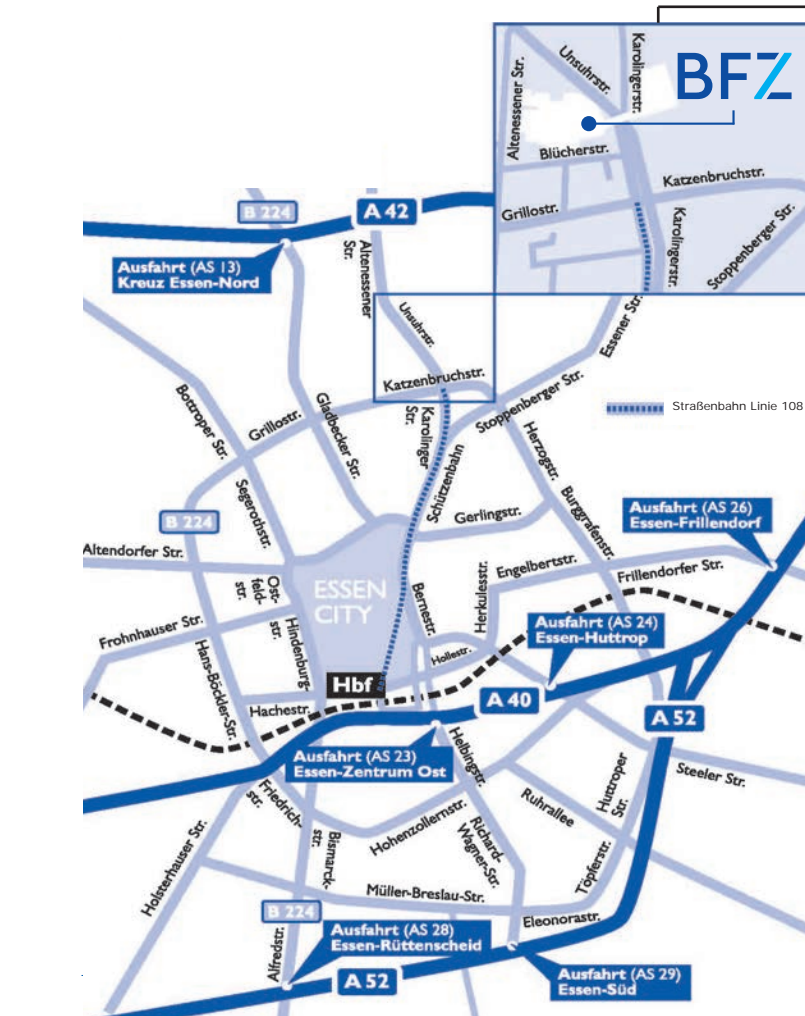 BFZ
Unsuhrstr.
Karolingerstr.
Altenessener Str.
Blücherstr.
Katzenbruchstr.
Grillostr.
Karolingerstr.
Stoppenberger Str.
B 224
A 42
Ausfahrt (AS 13)
Kreuz Essen-Nord
Altenessener
Str.
Unsuhrstr.
Essener Str.
Katzenbruchstr.
Straßenbahn Linie 108
Bottroper Str.
Grillostr.
Gladbecker Str.
Karolinger
Str.
Stoppenberger Str.
Herzogstr.
Schützenbahn
Segerothstr.
B 224
Gerlingstr.
Burggrafenstr.
Ausfahrt (AS 26)
Essen-Frillendorf
Altendorfer Str.
Engelbertstr.
Frillendorfer Str.
Ost-
feld-
str.
ESSEN
CITY
Bernestr.
Herkulesstr.
Frohnhauser Str.
Hindenburg-
str.
Ausfahrt (AS 24)
Essen-Huttrop
Hans-Böckler-Str.
Hollestr.
Hbf
Hachestr.
A 40
A 52
Ausfahrt (AS 23)
Essen-Zentrum Ost
Helbingstr.
Steeler Str.
Friedrich-
str.
Huttroper
Str.
Ruhrallee
Hohenzollernstr.
Richard-
Wagner-Str.
Bismarck-
str.
Holsterhauser Str.
Töpferstr.
Müller-Breslau-Str.
B 224
Eleonorastr.
Ausfahrt (AS 28)
Essen-Rüttenscheid
Alfredstr.
A 52
Ausfahrt (AS 29)
Essen-Süd